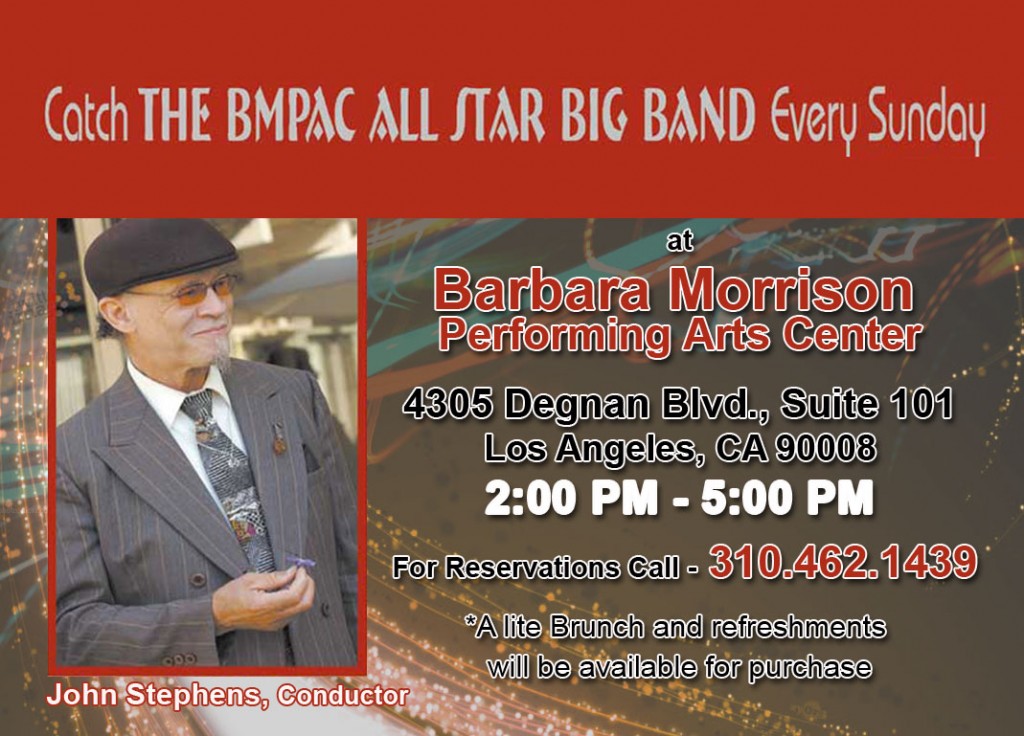 Catch THE BMPAC ALL STAR BIG BAND Every Sunday
at
Barbara Morrison
Performing Arts Center
4305 Degnan Blvd., Suite 101
Los Angeles, CA 90008
2:00 PM - 5:00 PM
For Reservations Call - 310.462.1439
*A lite Brunch and refreshments
will be available for purchase
John Stephens, Conductor